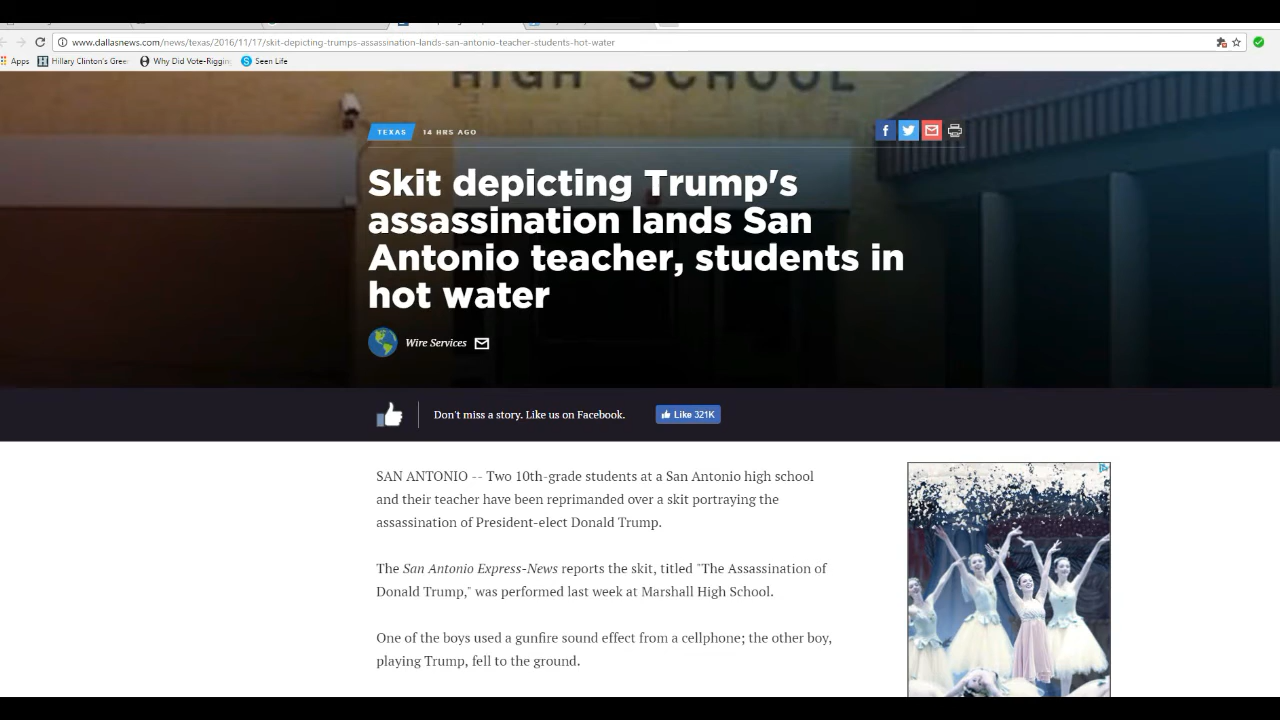 www.dallasnews.com/news/texas/2016/11/17/skit-depicting-trumps-assassination-lands-san-antonio-teacher-students-hot-water
Apps Hillary Clinton's Gree Why Did Vote-Riggin Seen Life
HIGH SCHOOL
TEXAS 14 HRS AGO
Skit depicting Trump's
assassination lands San
Antonio teacher, students in
hot water
Wire Services
Don't miss a story. Like us on Facebook. Like 321K
SAN ANTONIO -- Two 10th-grade students at a San Antonio high school
and their teacher have been reprimanded over a skit portraying the
assassination of President-elect Donald Trump.
The San Antonio Express-News reports the skit, titled "The Assassination of
Donald Trump," was performed last week at Marshall High School.
One of the boys used a gunfire sound effect from a cellphone; the other boy,
playing Trump, fell to the ground.